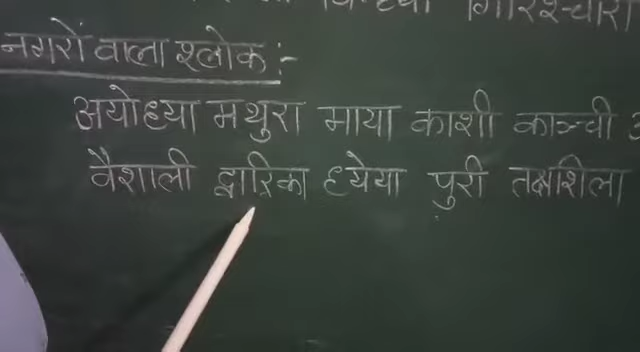 नगरों वाला श्लोक:-
अयोध्या मथुरा माया काशी काञ्ची
वैशाली द्वारिका ध्येया पुरी तक्षशिला